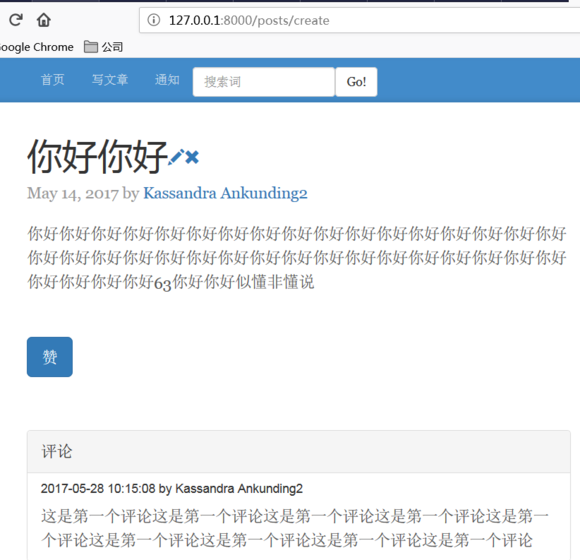 127.0.0.1:8000/posts/create
oogle Chrome 公司
首页 写文章 通知 搜索词 Go!
你好你好
May 14, 2017 by Kassandra Ankunding2
你好你好你好你好你好你好你好你好你好你好你好你好你好你好你好你好你好
你好你好你好你好你好你好你好你好你好你好你好你好你好你好你好你好你好
你好你好你好你好63你好你好似懂非懂说
赞
评论
2017-05-28 10:15:08 by Kassandra Ankunding2
这是第一个评论这是第一个评论这是第一个评论这是第一个评论这是第一
个评论这是第一个评论这是第一个评论这是第一个评论这是第一个评论